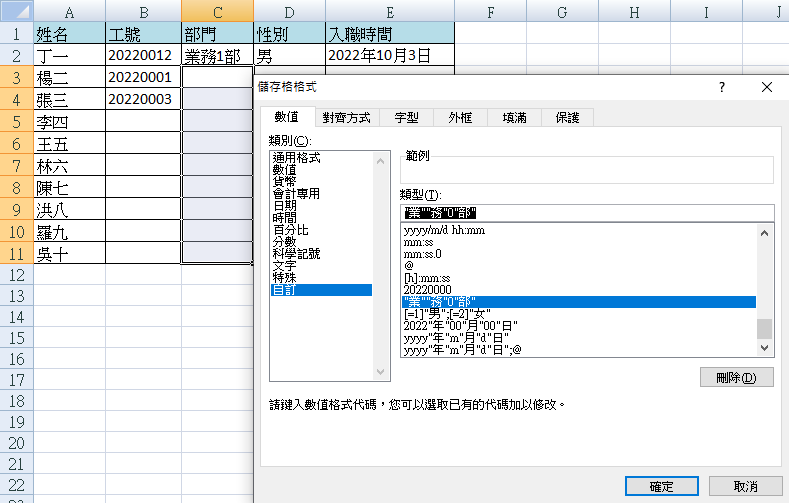 A B C D E F G H I J
1 姓名 工號 部門 性別 入職時間
2 丁一 20220012 業務1部 男 2022年10月3日
3 楊二 20220001
4 張三 20220003
5 李四
6 王五
7 林六
8 陳七
9 洪八
10 羅九
11 吳十
12
13
14
15
16
17
18
19
20
21
22
儲存格格式 ?
數值 對齊方式 字型 外框 填滿 保護
類別(C):
通用格式
數值
貨幣
會計專用
日期
時間
百分比
分數
科學記號
文字
特殊
自訂
範例
類型(T):
"業""務"0"部"
yyyy/m/d hh:mm
mm:ss
mm:ss.0
@
[h]:mm:ss
20220000
"業""務"0"部"
[=1]"男";[=2]"女"
2022"年"00"月"00"日"
yyyy"年"m"月"d"日"
yyyy"年"m"月"d"日";@
刪除(D)
請鍵入數值格式代碼，您可以選取已有的代碼加以修改。
確定 取消